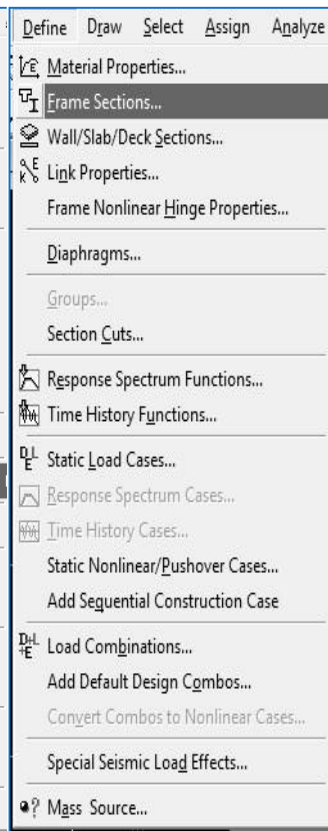 Define Draw Select Assign Analyze
Material Properties...
Frame Sections...
Wall/Slab/Deck Sections...
Link Properties...
Frame Nonlinear Hinge Properties...
Diaphragms...
Groups...
Section Cuts...
Response Spectrum Functions...
Time History Functions...
Static Load Cases...
Response Spectrum Cases...
Time History Cases...
Static Nonlinear/Pushover Cases...
Add Sequential Construction Case
Load Combinations...
Add Default Design Combos...
Convert Combos to Nonlinear Cases...
Special Seismic Load Effects...
Mass Source...